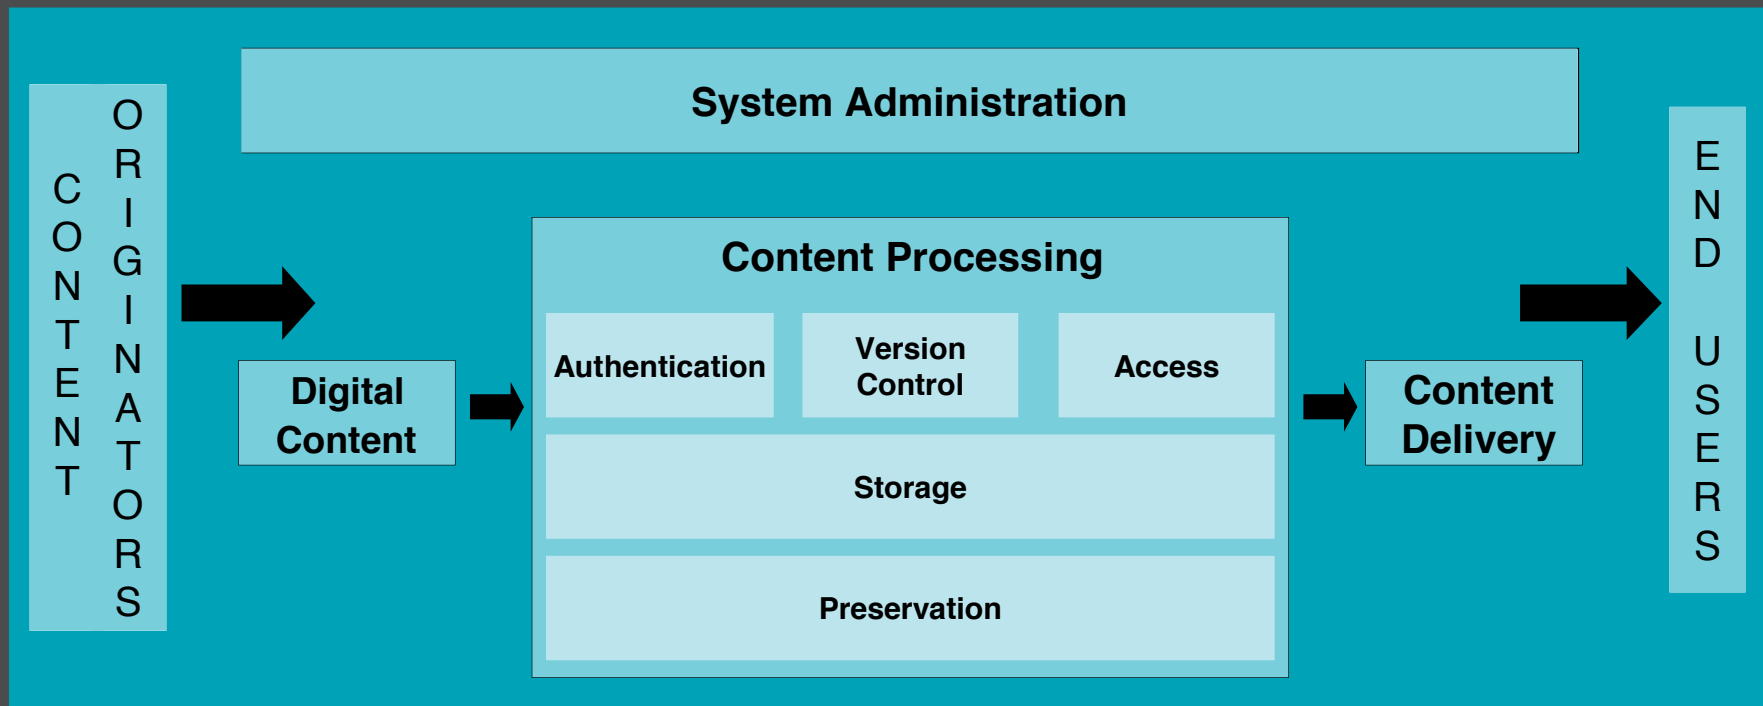 CONTENT
ORIGINATORS
System Administration
Digital
Content
Content Processing
Authentication
Version
Control
Access
Storage
Preservation
Content
Delivery
END USERS